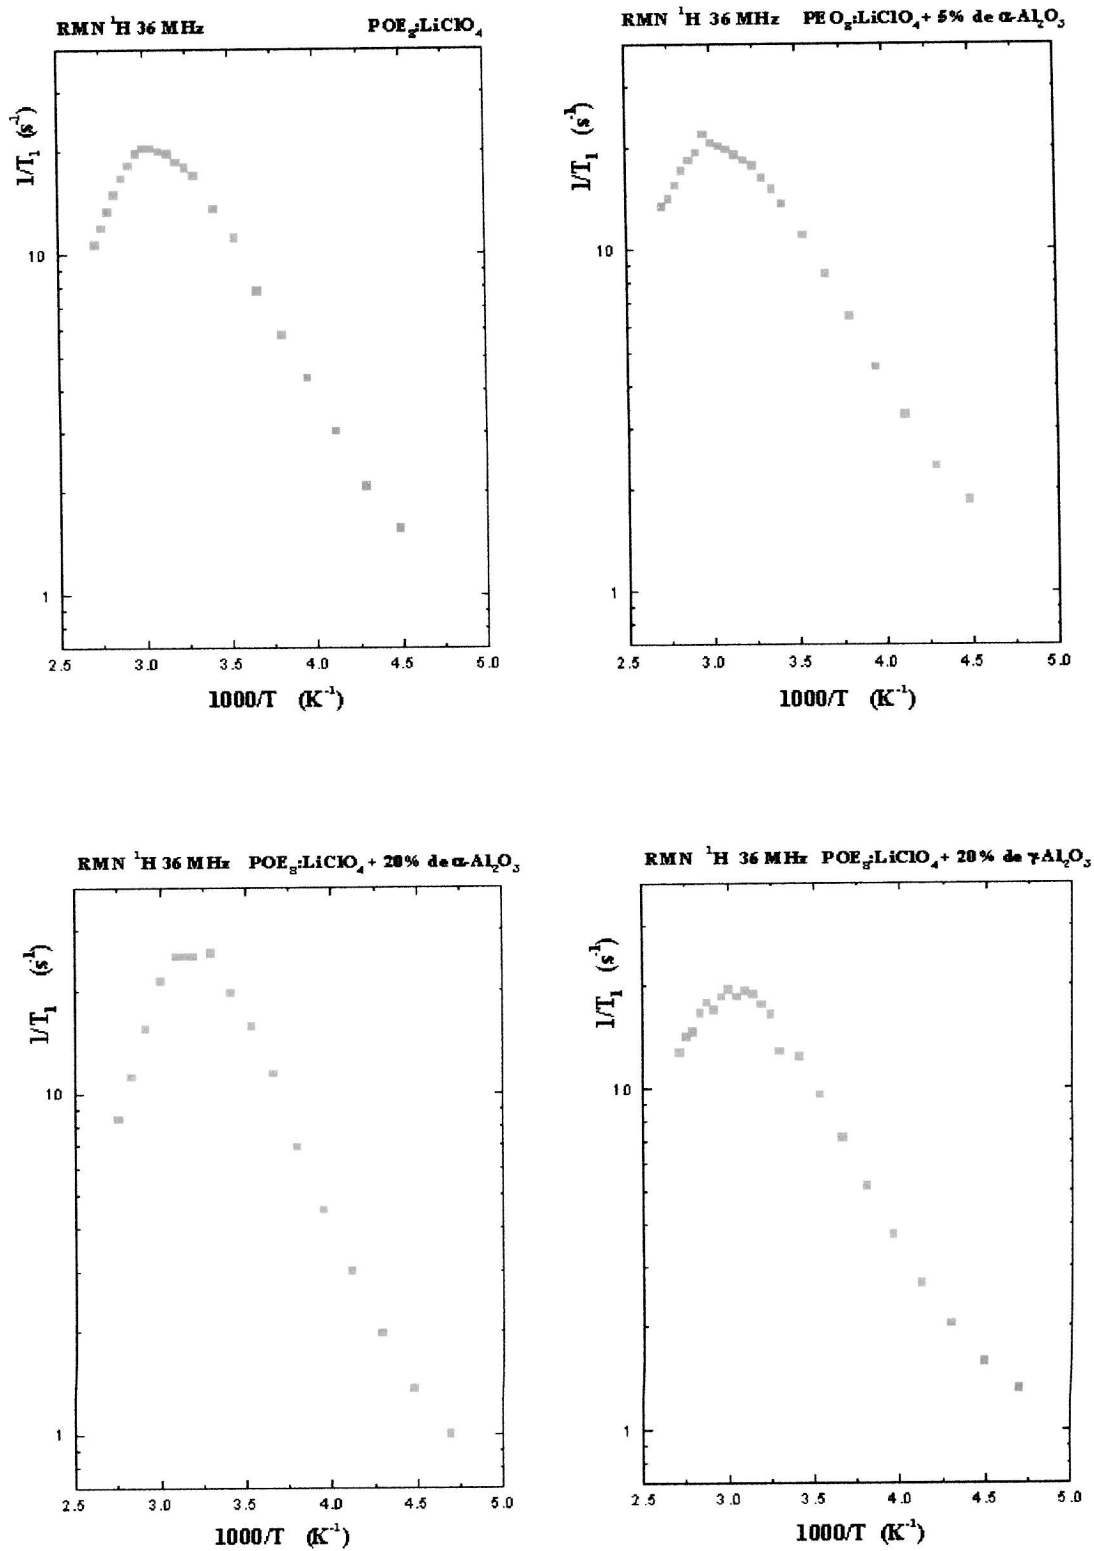 RMN ¹H 36 MHz POE₈:LiClO₄
1/T₁ (s⁻¹)
10
1
2.5 3.0 3.5 4.0 4.5 5.0
1000/T (K⁻¹)
RMN ¹H 36 MHz PEO₈:LiClO₄ + 5% de α-Al₂O₃
1/T₁ (s⁻¹)
10
1
2.5 3.0 3.5 4.0 4.5 5.0
1000/T (K⁻¹)
RMN ¹H 36 MHz POE₈:LiClO₄ + 20% de α-Al₂O₃
1/T₁ (s⁻¹)
10
1
2.5 3.0 3.5 4.0 4.5 5.0
1000/T (K⁻¹)
RMN ¹H 36 MHz POE₈:LiClO₄ + 20% de γ-Al₂O₃
1/T₁ (s⁻¹)
10
1
2.5 3.0 3.5 4.0 4.5 5.0
1000/T (K⁻¹)